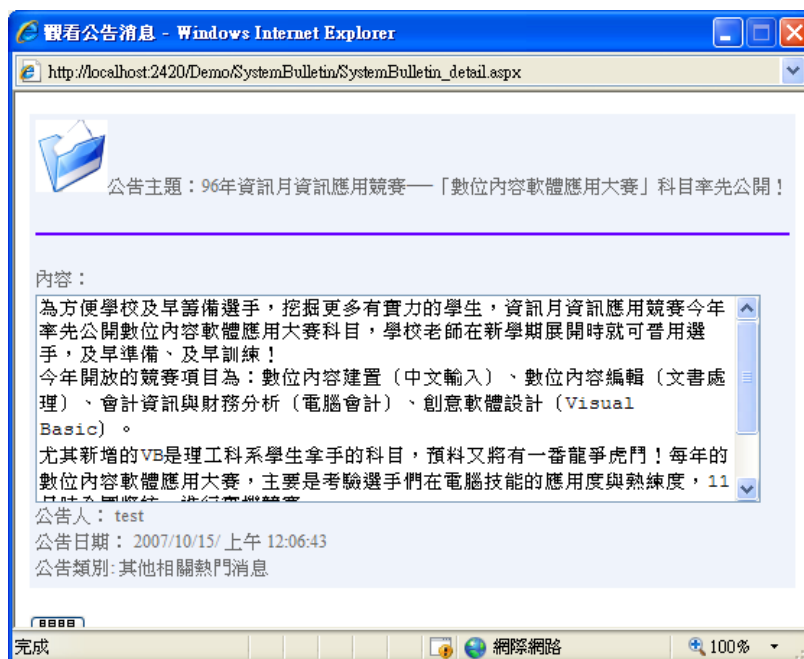 觀看公告消息 - Windows Internet Explorer
http://localhost:2420/Demo/SystemBulletin/SystemBulletin_detail.aspx
公告主題：96年資訊月資訊應用競賽──「數位內容軟體應用大賽」科目率先公開！
內容：
為方便學校及早籌備選手，挖掘更多有實力的學生，資訊月資訊應用競賽今年
率先公開數位內容軟體應用大賽科目，學校老師在新學期展開時就可晉用選
手，及早準備、及早訓練！
今年開放的競賽項目為：數位內容建置（中文輸入）、數位內容編輯（文書處
理）、會計資訊與財務分析（電腦會計）、創意軟體設計（Visual
Basic）。
尤其新增的VB是理工科系學生拿手的科目，預料又將有一番龍爭虎鬥！每年的
數位內容軟體應用大賽，主要是考驗選手們在電腦技能的應用度與熟練度，11
公告人： test
公告日期： 2007/10/15/ 上午 12:06:43
公告類別:其他相關熱門消息
完成
網際網路
100%